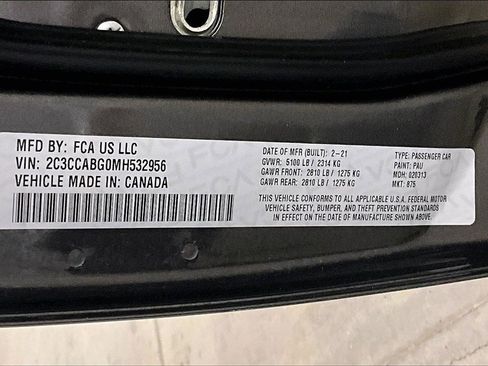 MFD BY: FCA US LLC
VIN: 2C3CCABG0MH532956
VEHICLE MADE IN: CANADA
DATE OF MFR (BUILT): 2-21
GVWR: 5100 LB / 2314 KG
GAWR FRONT: 2810 LB / 1275 KG
GAWR REAR: 2810 LB / 1275 KG
TYPE: PASSENGER CAR
PAINT: PAU
MDH: 020313
MKT: 875
THIS VEHICLE CONFORMS TO ALL APPLICABLE U.S.A. FEDERAL MOTOR
VEHICLE SAFETY, BUMPER, AND THEFT PREVENTION STANDARDS
IN EFFECT ON THE DATE OF MANUFACTURE SHOWN ABOVE.